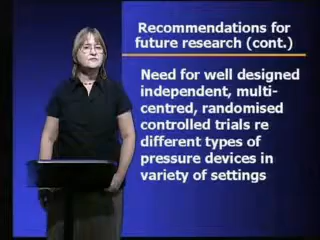 Recommendations for
future research (cont.)
Need for well designed
independent, multi-
centred, randomised
controlled trials re
different types of
pressure devices in
variety of settings